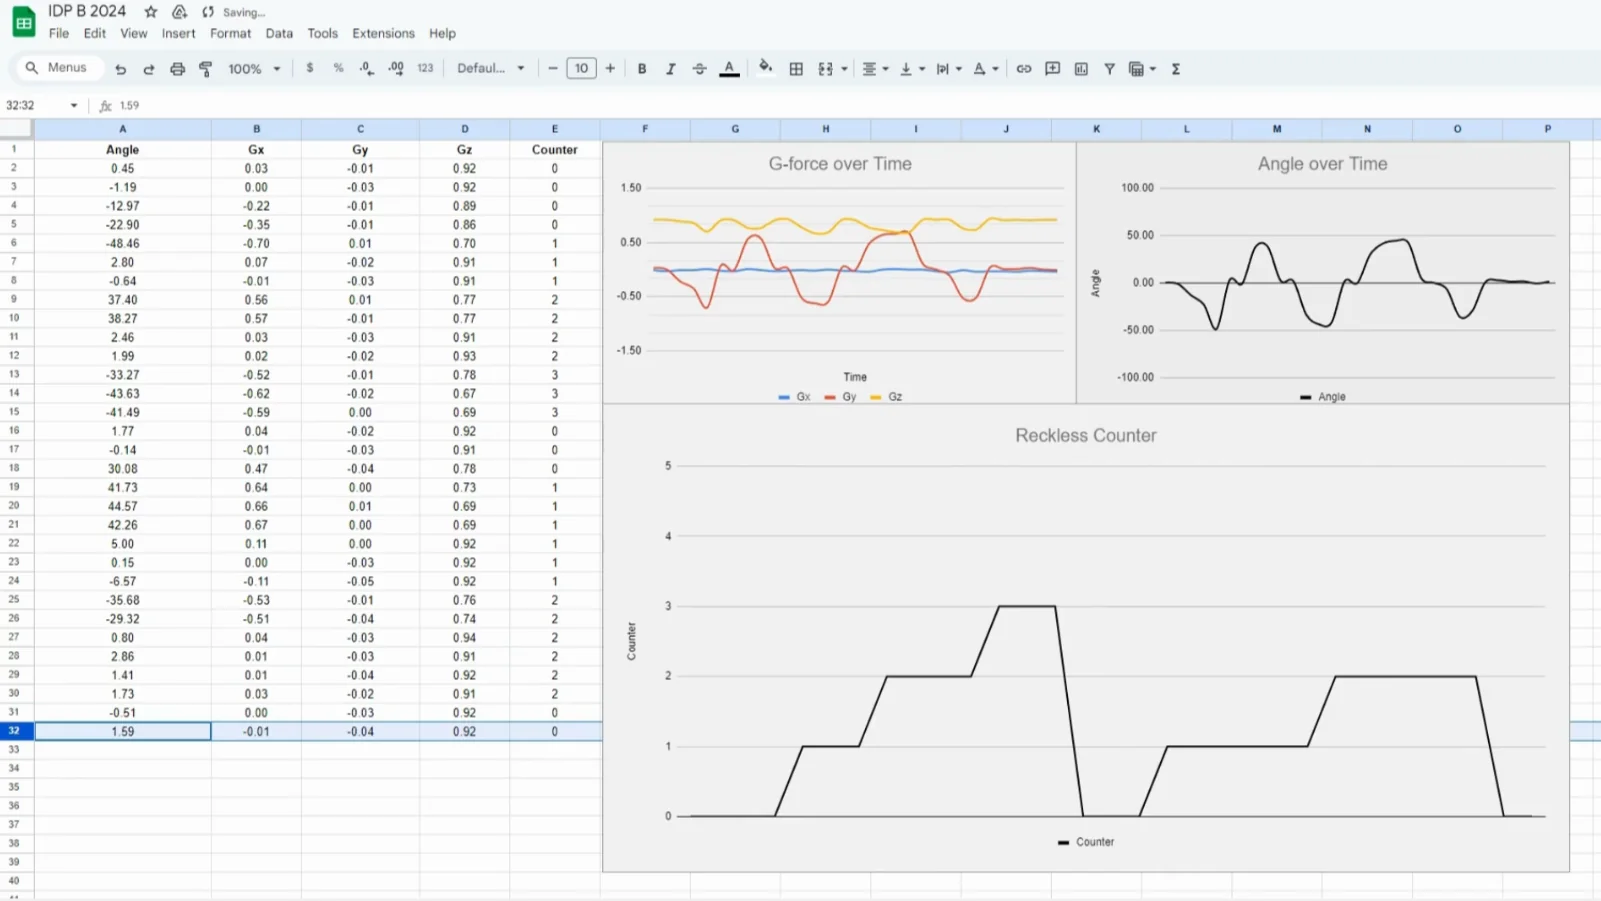 IDP B 2024 Saving...
File Edit View Insert Format Data Tools Extensions Help
Menus 100% $ % .0 .00 123 Defaul... − 10 + B I A Σ
32:32 fx 1.59
A B C D E F G H I J K L M N O P
1 Angle Gx Gy Gz Counter
2 0.45 0.03 -0.01 0.92 0
3 -1.19 0.00 -0.03 0.92 0
4 -12.97 -0.22 -0.01 0.89 0
5 -22.90 -0.35 -0.01 0.86 0
6 -48.46 -0.70 0.01 0.70 1
7 2.80 0.07 -0.02 0.91 1
8 -0.64 -0.01 -0.03 0.91 1
9 37.40 0.56 0.01 0.77 2
10 38.27 0.57 -0.01 0.77 2
11 2.46 0.03 -0.03 0.91 2
12 1.99 0.02 -0.02 0.93 2
13 -33.27 -0.52 -0.01 0.78 3
14 -43.63 -0.62 -0.02 0.67 3
15 -41.49 -0.59 0.00 0.69 3
16 1.77 0.04 -0.02 0.92 0
17 -0.14 -0.01 -0.03 0.91 0
18 30.08 0.47 -0.04 0.78 0
19 41.73 0.64 0.00 0.73 1
20 44.57 0.66 0.01 0.69 1
21 42.26 0.67 0.00 0.69 1
22 5.00 0.11 0.00 0.92 1
23 0.15 0.00 -0.03 0.92 1
24 -6.57 -0.11 -0.05 0.92 1
25 -35.68 -0.53 -0.01 0.76 2
26 -29.32 -0.51 -0.04 0.74 2
27 0.80 0.04 -0.03 0.94 2
28 2.86 0.01 -0.03 0.91 2
29 1.41 0.01 -0.04 0.92 2
30 1.73 0.03 -0.02 0.91 2
31 -0.51 0.00 -0.03 0.92 0
32 1.59 -0.01 -0.04 0.92 0
33
34
35
36
37
38
39
40
G-force over Time
1.50
0.50
-0.50
-1.50
Time
Gx Gy Gz
Angle over Time
100.00
50.00
0.00
-50.00
-100.00
Angle
Angle
Reckless Counter
5
4
3
2
1
0
Counter
Counter